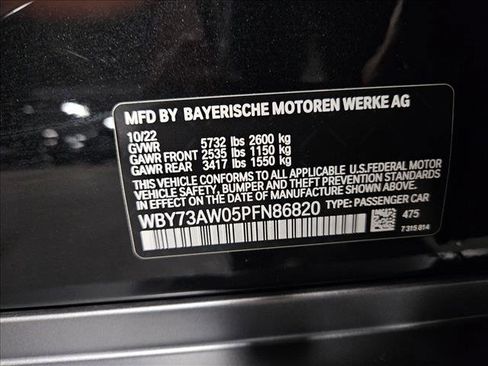 MFD BY BAYERISCHE MOTOREN WERKE AG
10/22
GVWR 5732 lbs 2600 kg
GAWR FRONT 2535 lbs 1150 kg
GAWR REAR 3417 lbs 1550 kg
THIS VEHICLE CONFORMS TO ALL APPLICABLE U.S.FEDERAL MOTOR
VEHICLE SAFETY, BUMPER AND THEFT PREVENTION STANDARDS
IN EFFECT ON THE DATE OF MANUFACTURE SHOWN ABOVE.
WBY73AW05PFN86820 TYPE: PASSENGER CAR
475
7 315 814